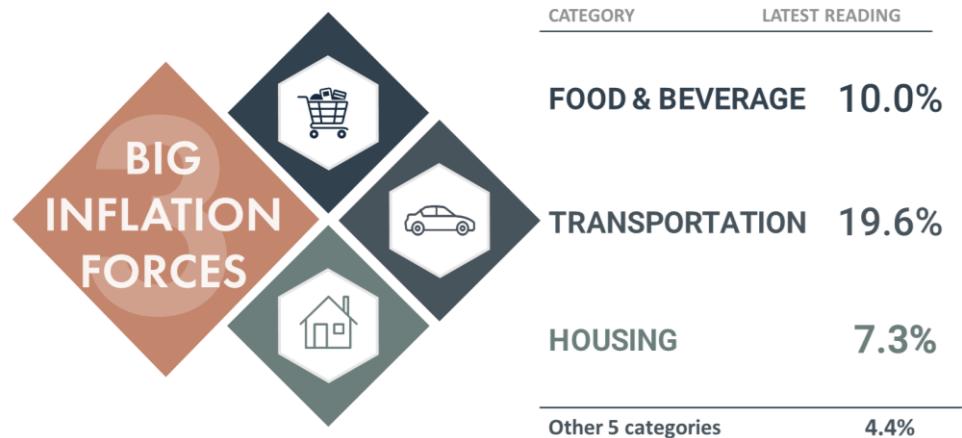 3
BIG
INFLATION
FORCES
CATEGORY LATEST READING
FOOD & BEVERAGE 10.0%
TRANSPORTATION 19.6%
HOUSING 7.3%
Other 5 categories 4.4%